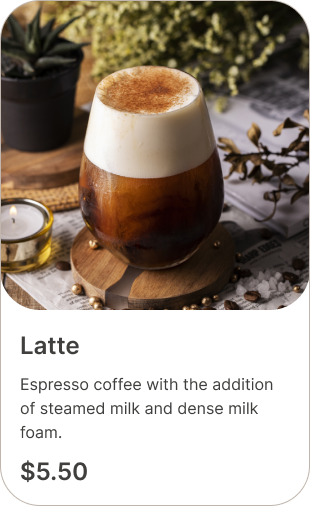 Latte
Espresso coffee with the addition
of steamed milk and dense milk
foam.
$5.50